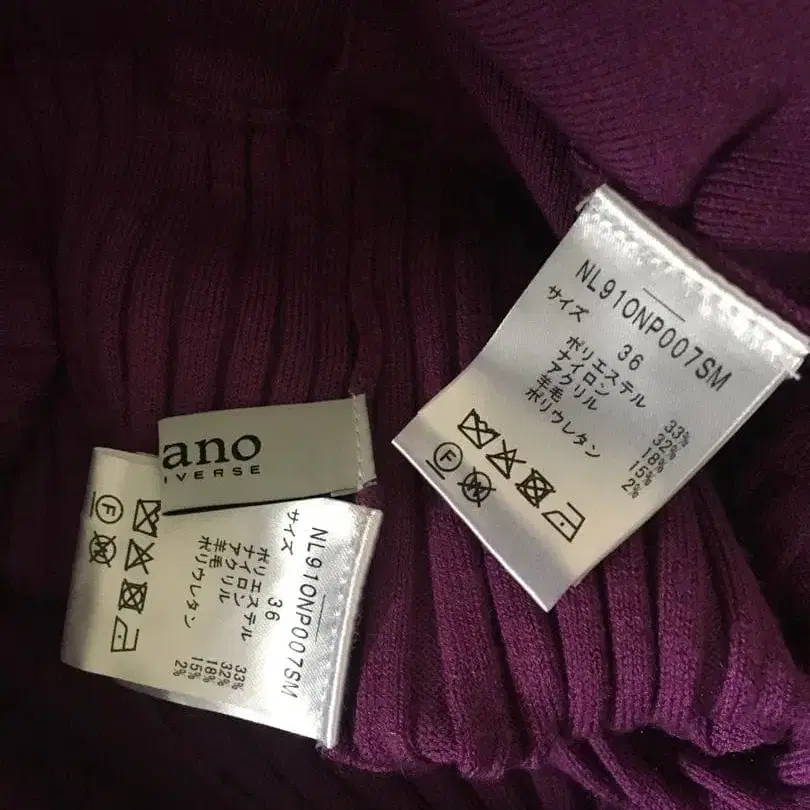 NL910NP007SM
サイズ
36
ポリエステル 33%
ナイロン 32%
アクリル 18%
羊毛 15%
ポリウレタン 2%
F
W
ano
IVERSE
NL910NP007SM
サイズ
36
ポリエステル 33%
ナイロン 32%
アクリル 18%
羊毛 15%
ポリウレタン 2%
F
W